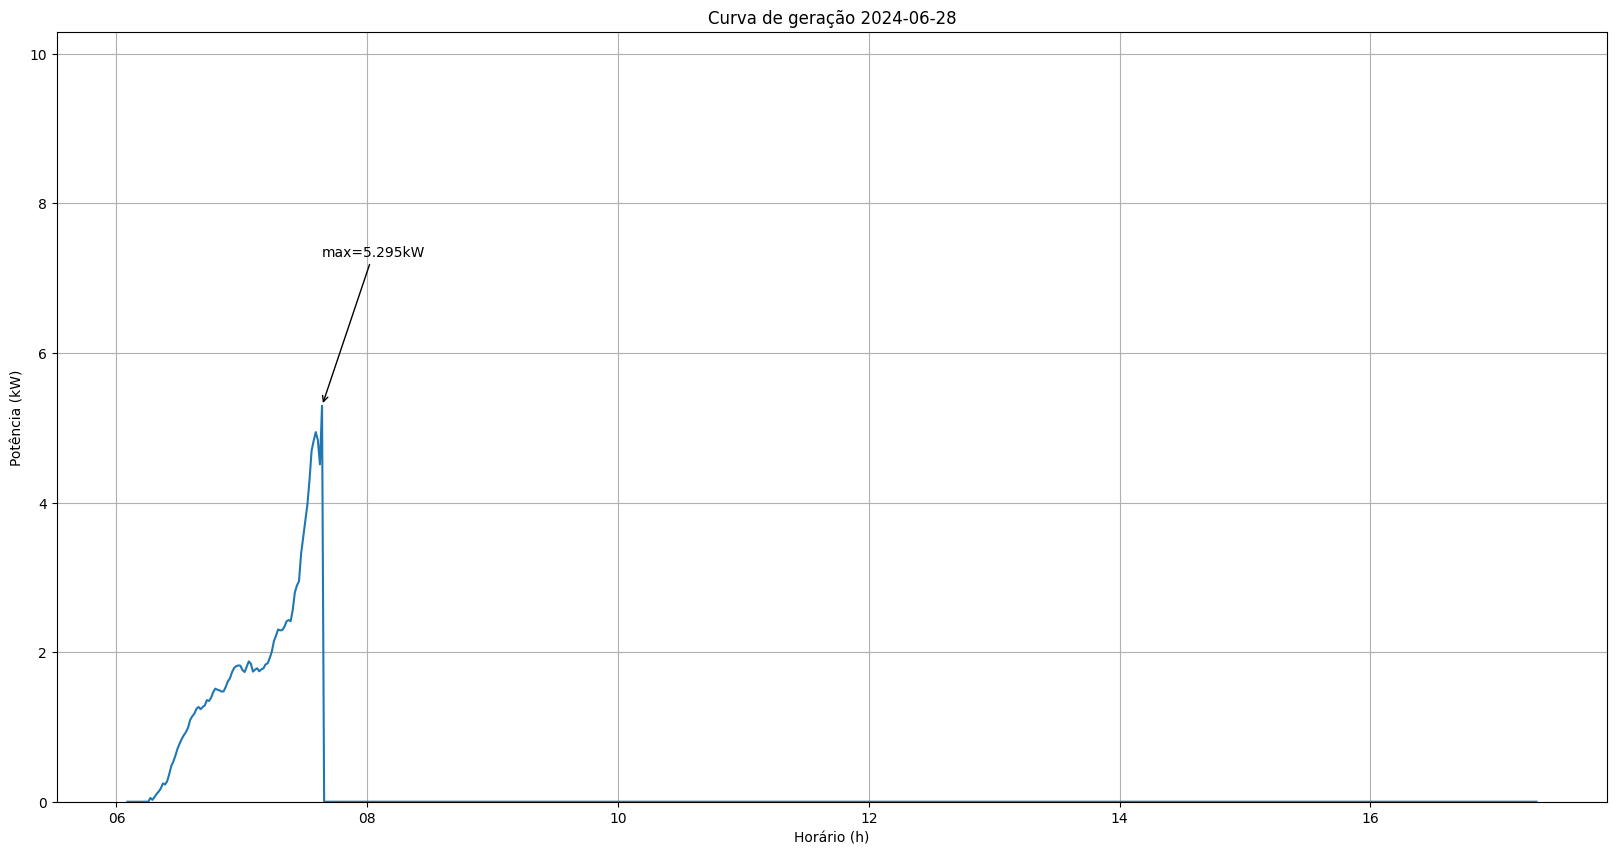 Curva de geração 2024-06-28
10
8
max=5.295kW
6
Potência (kW)
4
2
0
06 08 10 12 14 16
Horário (h)